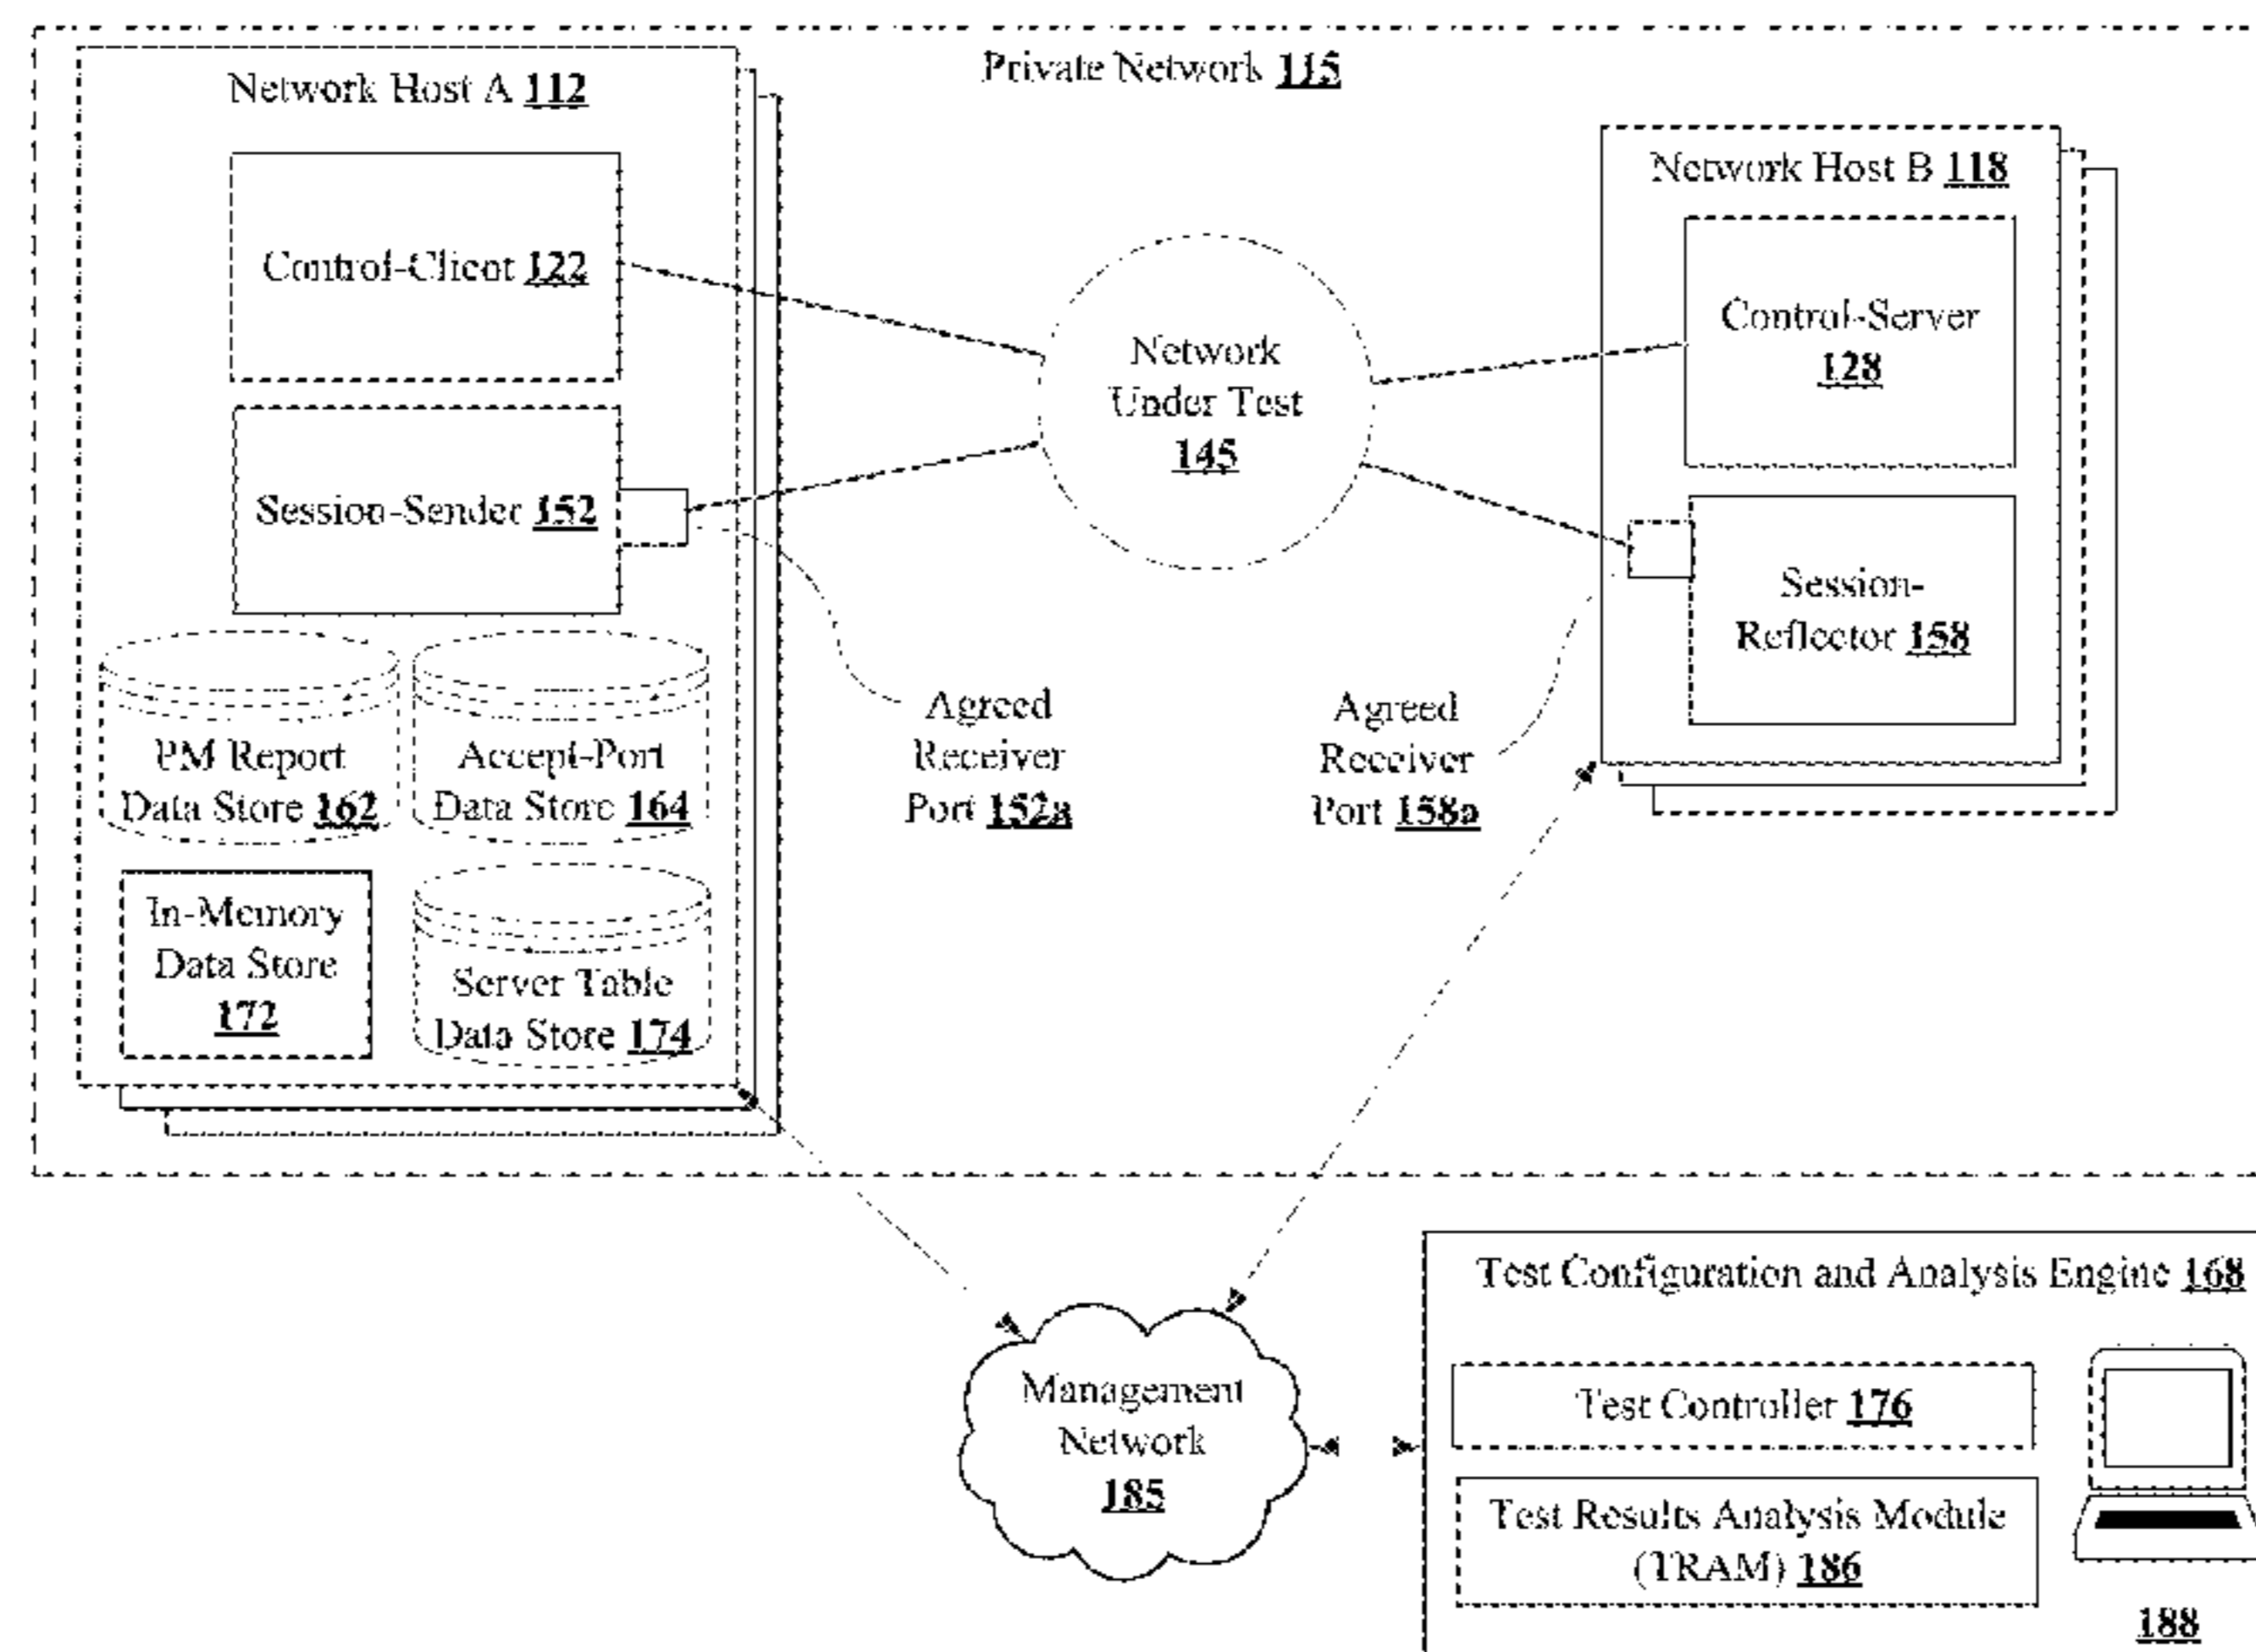 Private Network 115
Network Host A 112
Control-Client 122
Session-Sender 152
PM Report
Data Store 162
Accept-Port
Data Store 164
In-Memory
Data Store
172
Server Table
Data Store 174
Agreed
Receiver
Port 152a
Network
Under Test
145
Agreed
Receiver
Port 158a
Network Host B 118
Control-Server
128
Session-
Reflector 158
Management
Network
185
Test Configuration and Analysis Engine 168
Test Controller 176
Test Results Analysis Module
(TRAM) 186
188